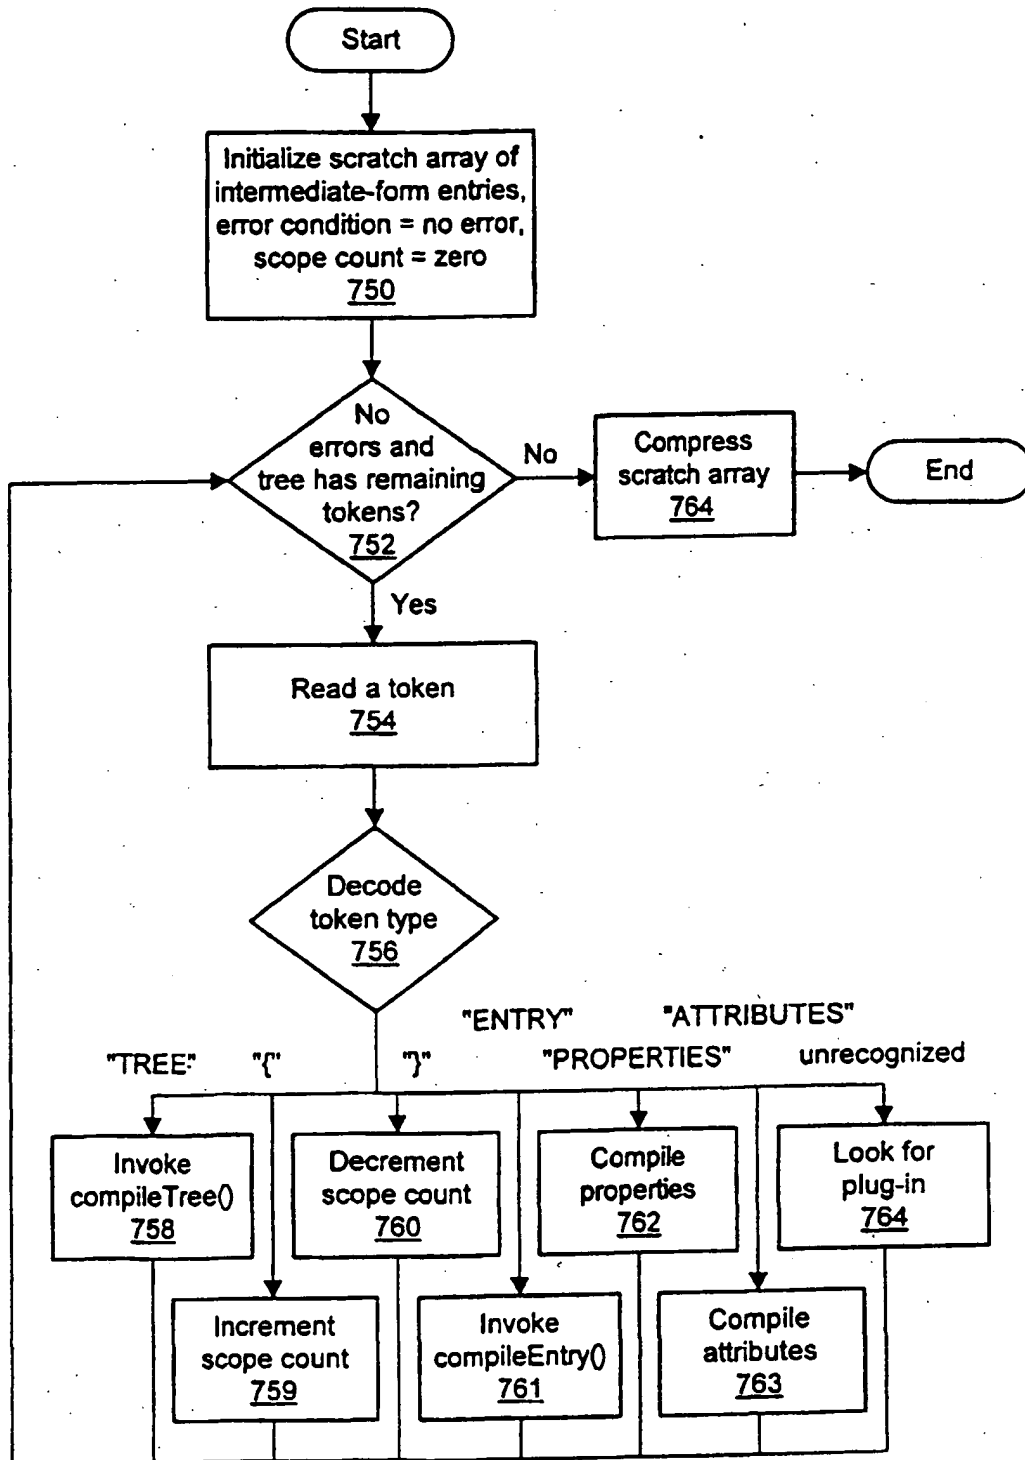 Start
Initialize scratch array of
intermediate-form entries,
error condition = no error,
scope count = zero
750
No
errors and
tree has remaining
tokens?
752
No
Compress
scratch array
764
End
Yes
Read a token
754
Decode
token type
756
"ENTRY"
"ATTRIBUTES"
"TREE"
"{"
"}"
"PROPERTIES"
unrecognized
Invoke
compileTree()
758
Decrement
scope count
760
Compile
properties
762
Look for
plug-in
764
Increment
scope count
759
Invoke
compileEntry()
761
Compile
attributes
763